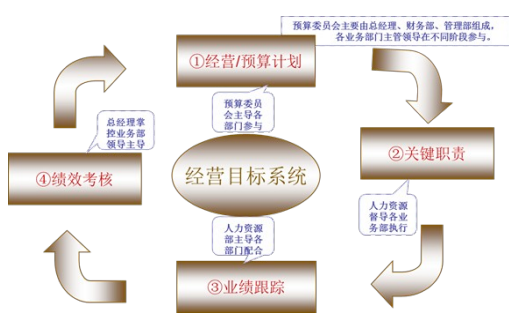 预算委员会主要由总经理、财务部、管理部组成，
各业务部门主管领导在不同阶段参与。
①经营/预算计划
预算委员
会主导各
部门参与
总经理掌
控业务部
领导主导
②关键职责
④绩效考核
经营目标系统
人力资源
督导各业
务部执行
人力资源
部主导各
部门配合
③业绩跟踪